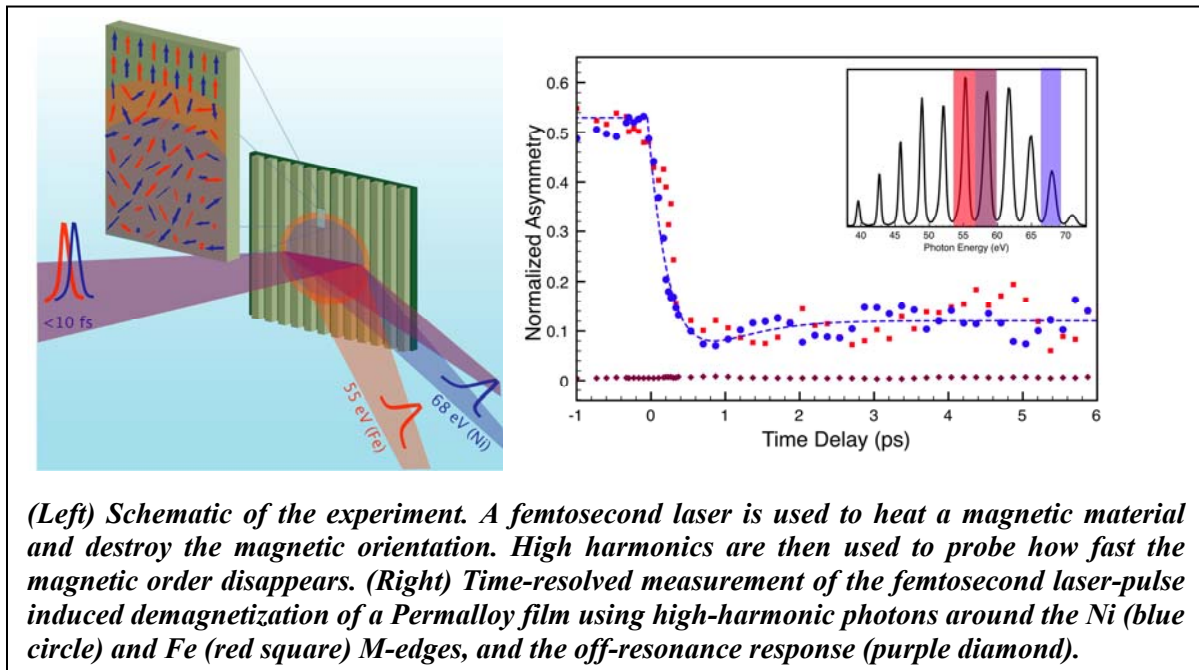 <10 fs
55 eV (Fe)
68 eV (Ni)
Normalized Asymmetry
0.6
0.5
0.4
0.3
0.2
0.1
0
-1 0 1 2 3 4 5 6
Time Delay (ps)
40 45 50 55 60 65 70
Photon Energy (eV)
(Left) Schematic of the experiment. A femtosecond laser is used to heat a magnetic material
and destroy the magnetic orientation. High harmonics are then used to probe how fast the
magnetic order disappears. (Right) Time-resolved measurement of the femtosecond laser-pulse
induced demagnetization of a Permalloy film using high-harmonic photons around the Ni (blue
circle) and Fe (red square) M-edges, and the off-resonance response (purple diamond).